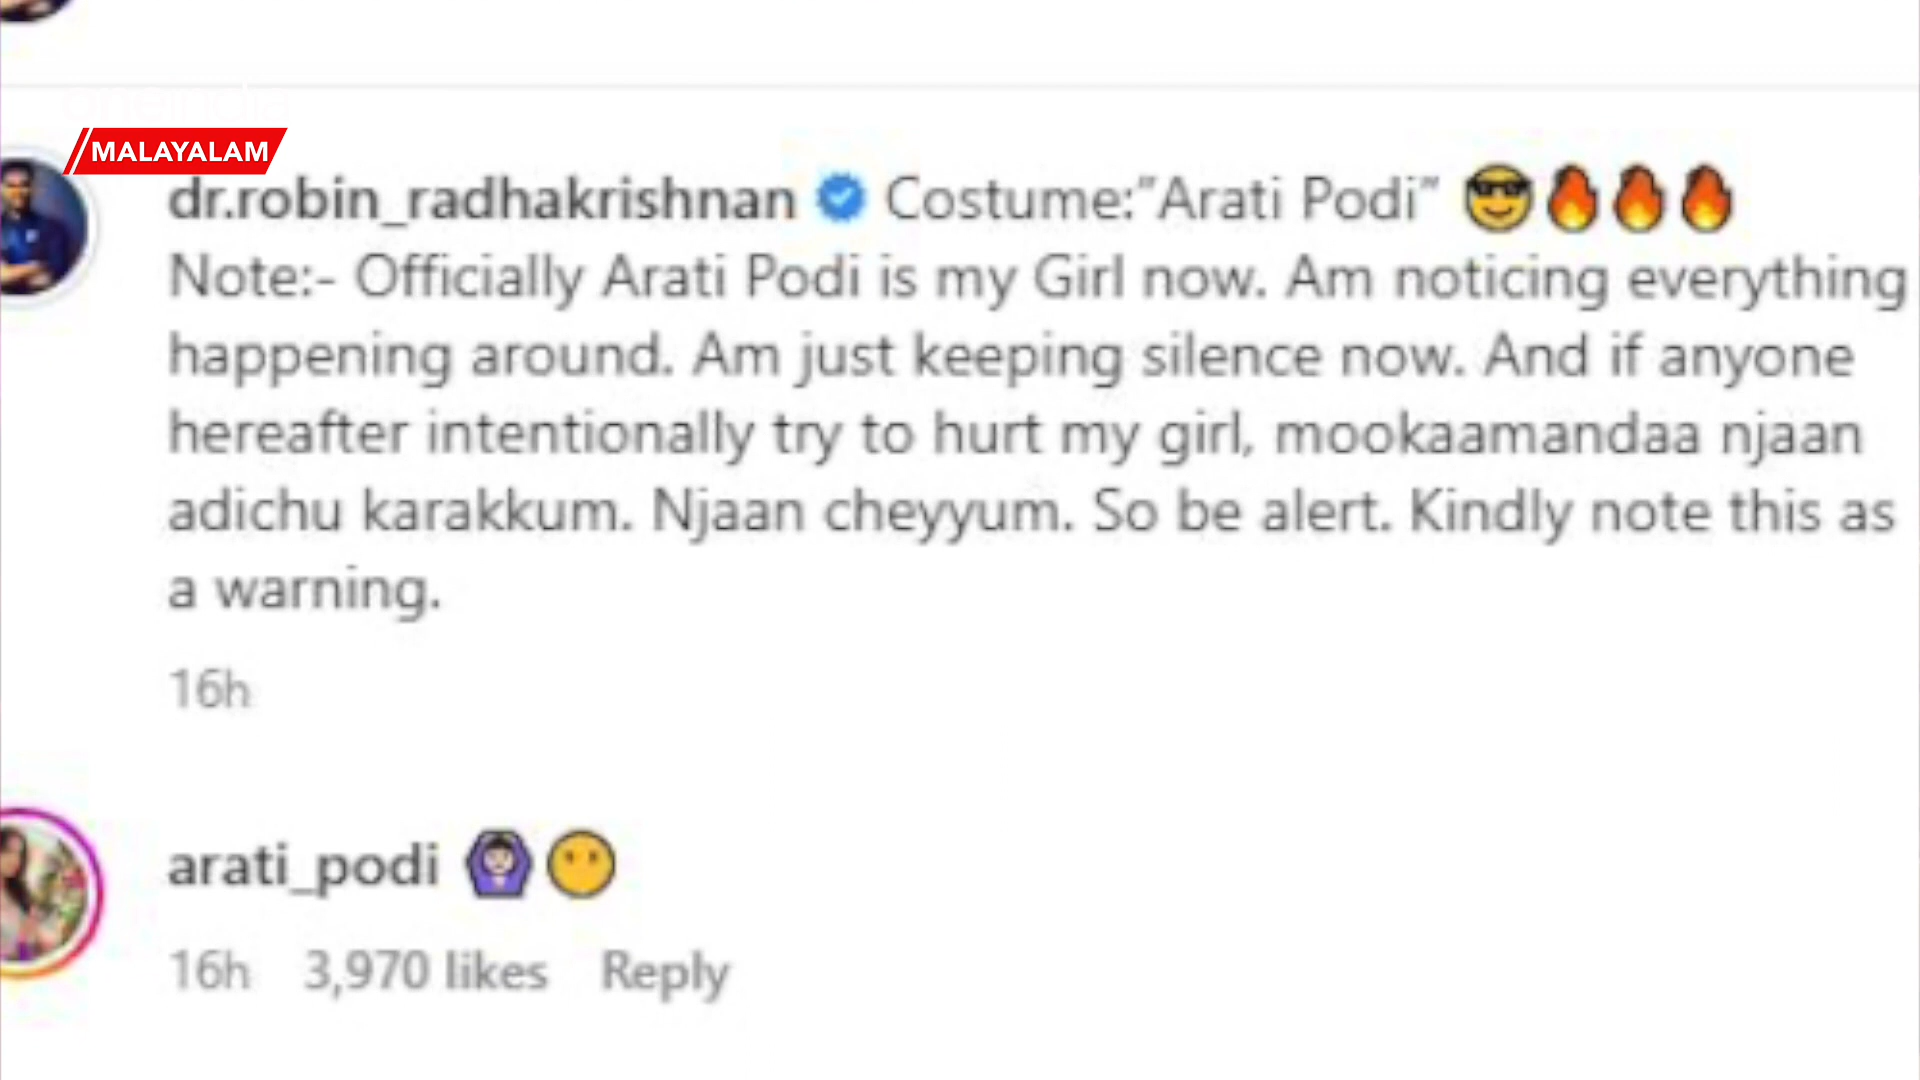 oneindia
MALAYALAM
dr.robin_radhakrishnan Costume:"Arati Podi" 😎🔥🔥🔥
Note:- Officially Arati Podi is my Girl now. Am noticing everything
happening around. Am just keeping silence now. And if anyone
hereafter intentionally try to hurt my girl, mookaamandaa njaan
adichu karakkum. Njaan cheyyum. So be alert. Kindly note this as
a warning.
16h
arati_podi 🙆🏻‍♀️😶
16h 3,970 likes Reply